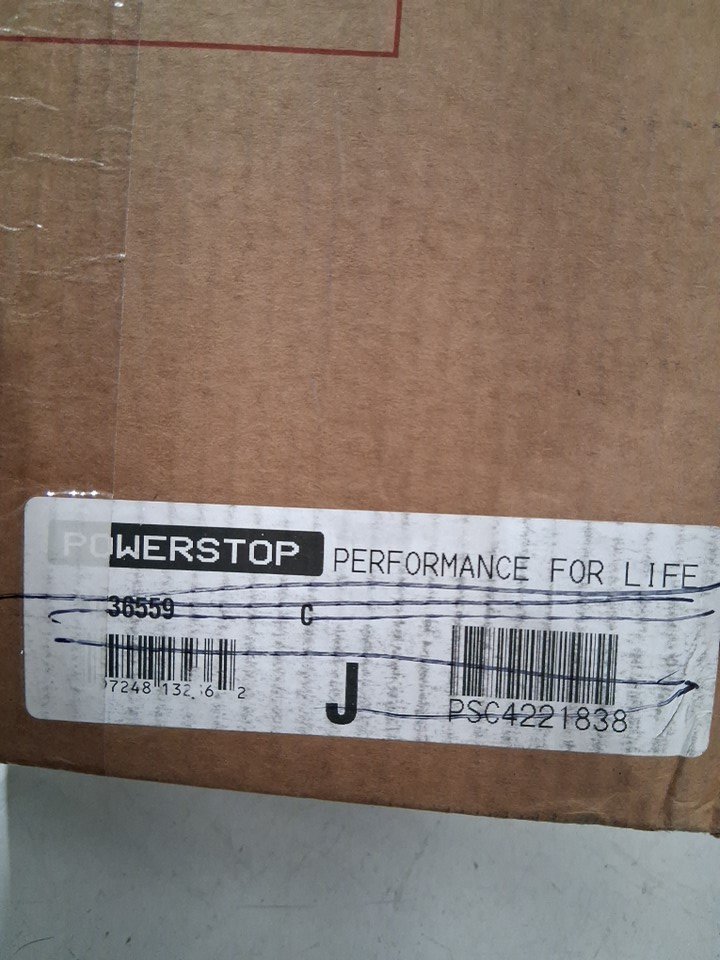 POWERSTOP PERFORMANCE FOR LIFE
36559 C
J
PSC4221838